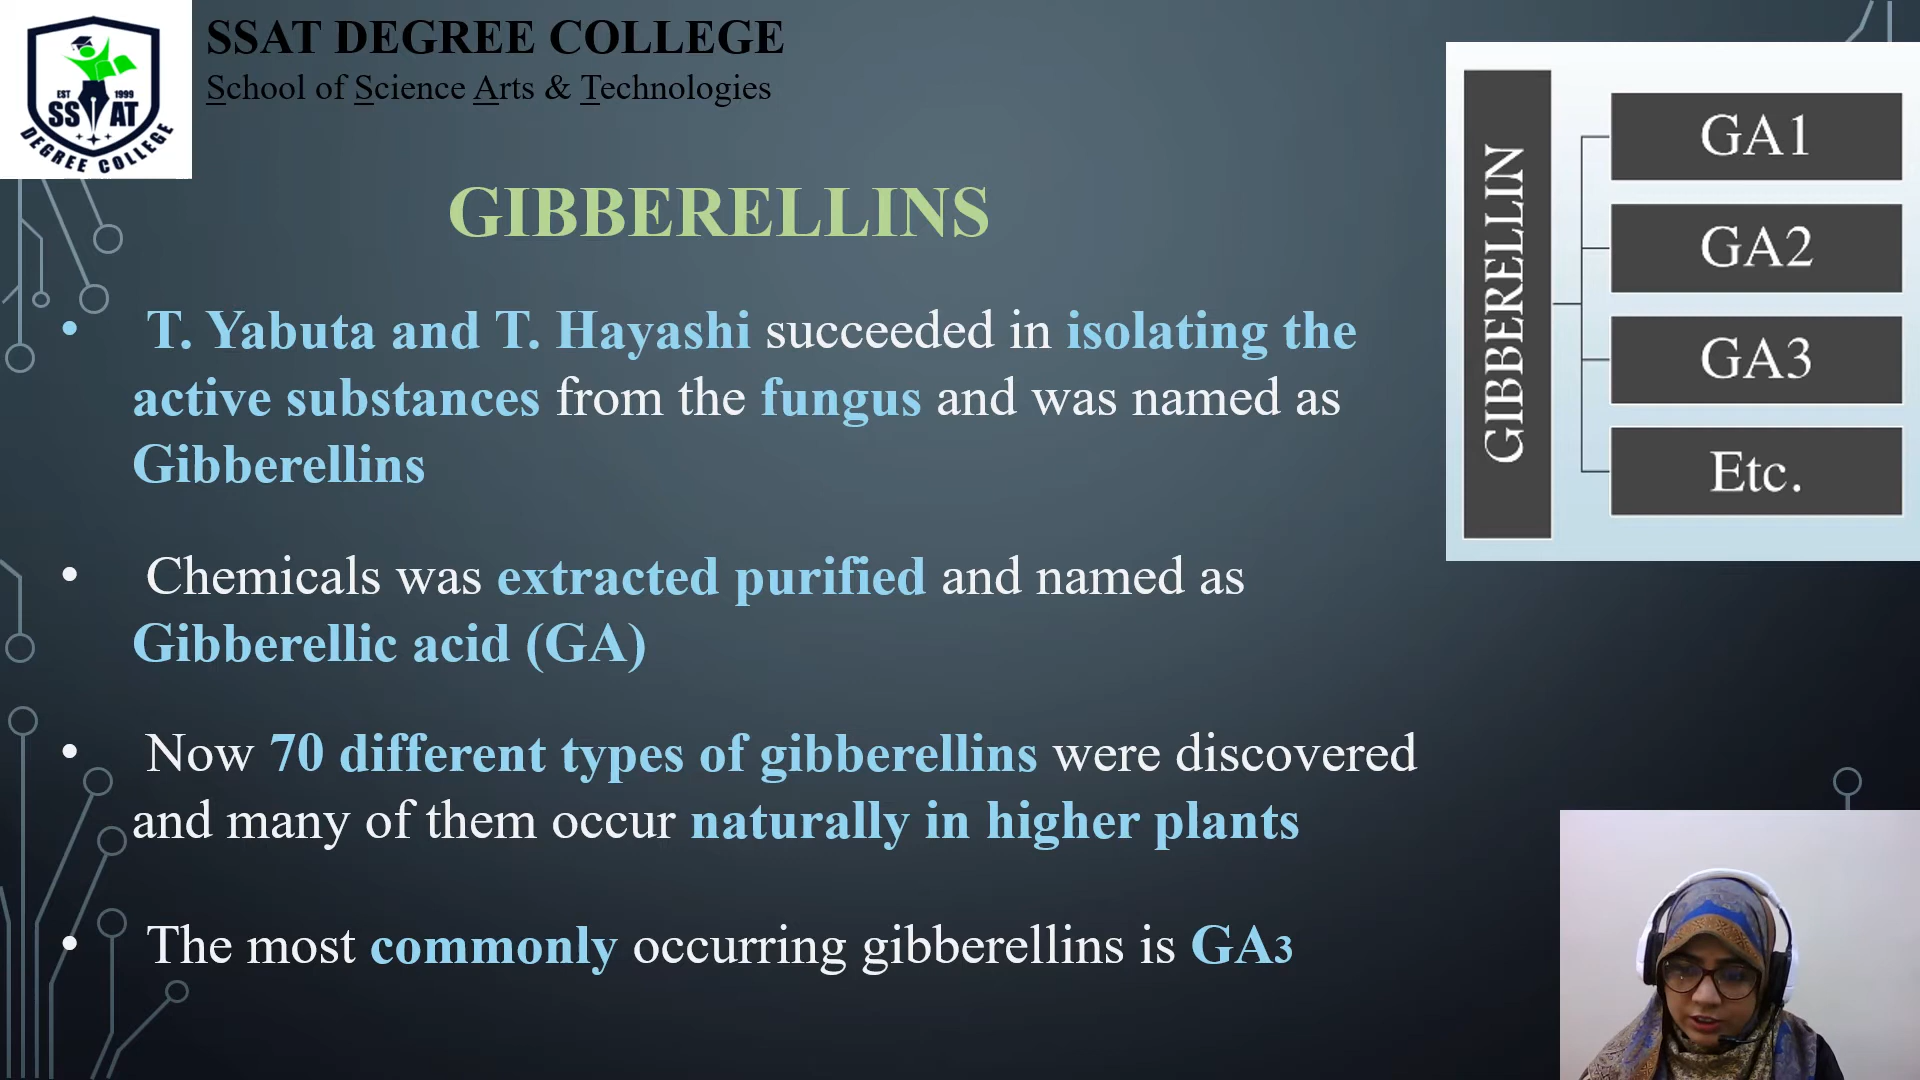 EST 1999
SS AT
DEGREE COLLEGE
SSAT DEGREE COLLEGE
School of Science Arts & Technologies
GIBBERELLINS
• T. Yabuta and T. Hayashi succeeded in isolating the
active substances from the fungus and was named as
Gibberellins
• Chemicals was extracted purified and named as
Gibberellic acid (GA)
• Now 70 different types of gibberellins were discovered
and many of them occur naturally in higher plants
• The most commonly occurring gibberellins is GA3
GIBBERELLIN
GA1
GA2
GA3
Etc.